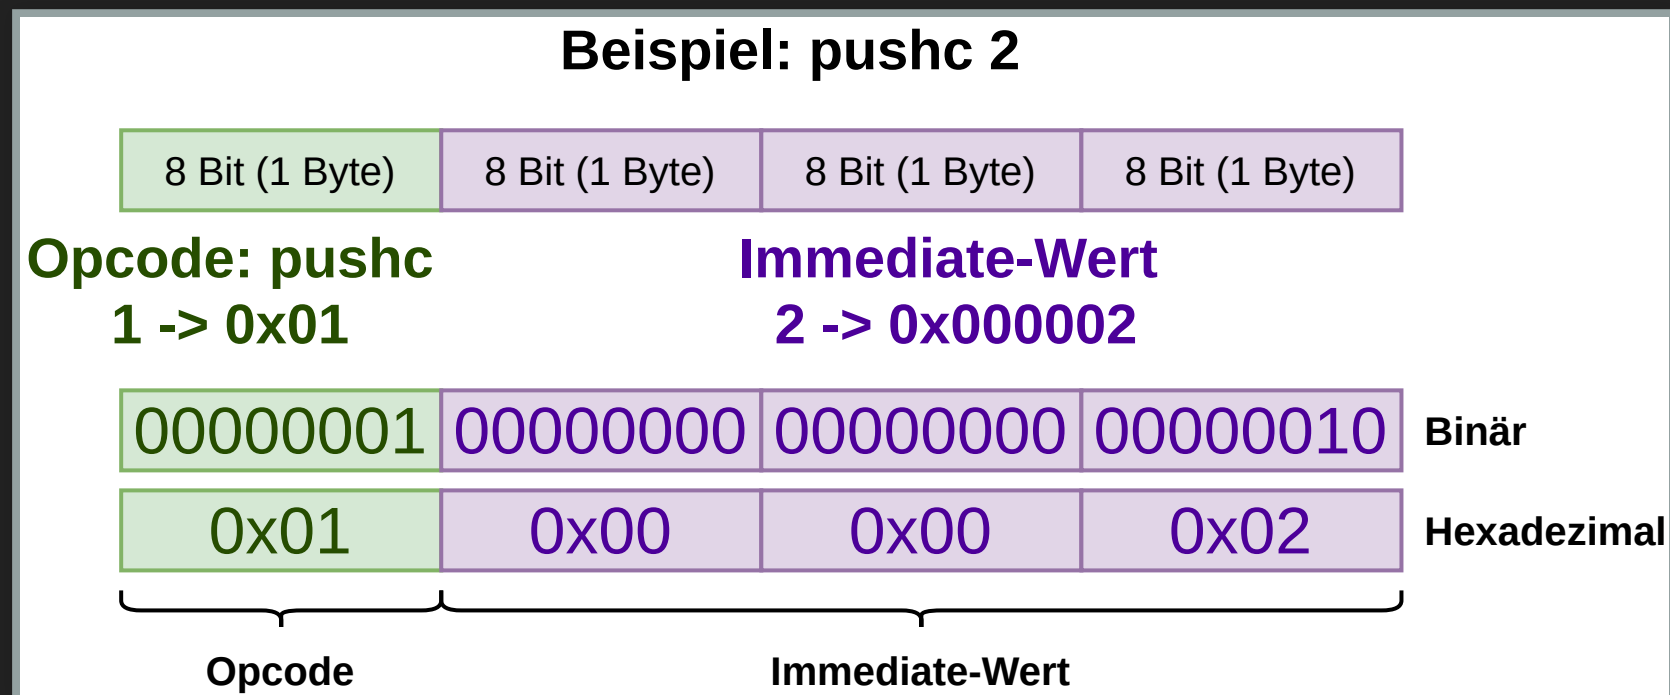 Beispiel: pushc 2
8 Bit (1 Byte) 8 Bit (1 Byte) 8 Bit (1 Byte) 8 Bit (1 Byte)
Opcode: pushc
1 -> 0x01
Immediate-Wert
2 -> 0x000002
00000001 00000000 00000000 00000010 Binär
0x01 0x00 0x00 0x02 Hexadezimal
Opcode Immediate-Wert